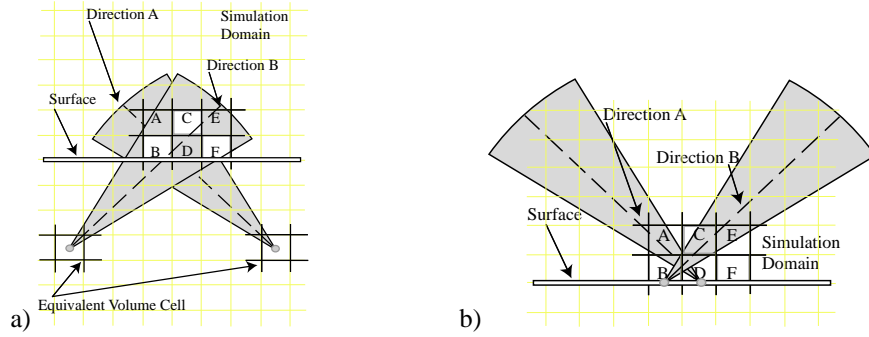 Direction A
Simulation
Domain
Direction B
Surface
A C E
B D F
Equivalent Volume Cell
a)
Direction A
Direction B
Surface
A C E
B D F
Simulation
Domain
b)